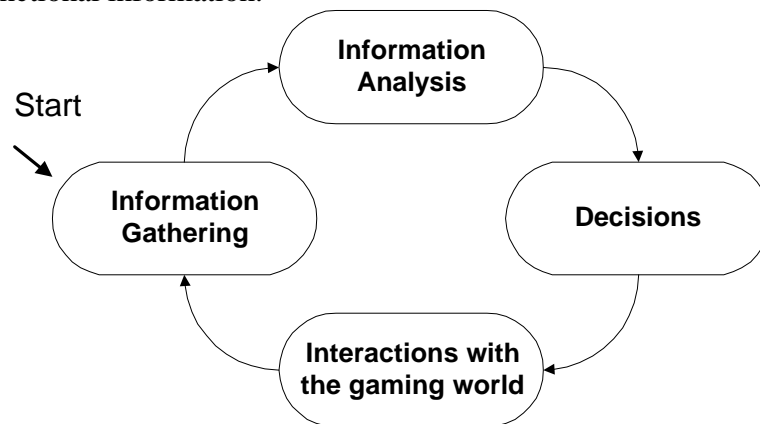 Information
Analysis
Start
Information
Gathering
Decisions
Interactions with
the gaming world